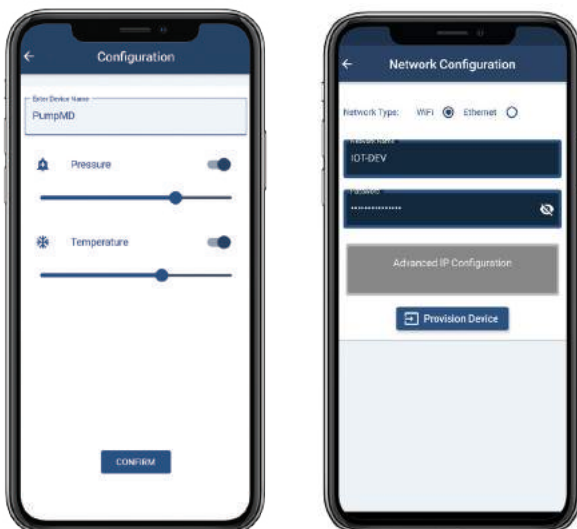 Configuration
Enter Device Name
PumpMD
Pressure
Temperature
CONFIRM
Network Configuration
Network Type: WiFi Ethernet
Network Name
IOT-DEV
Password
Advanced IP Configuration
Provision Device